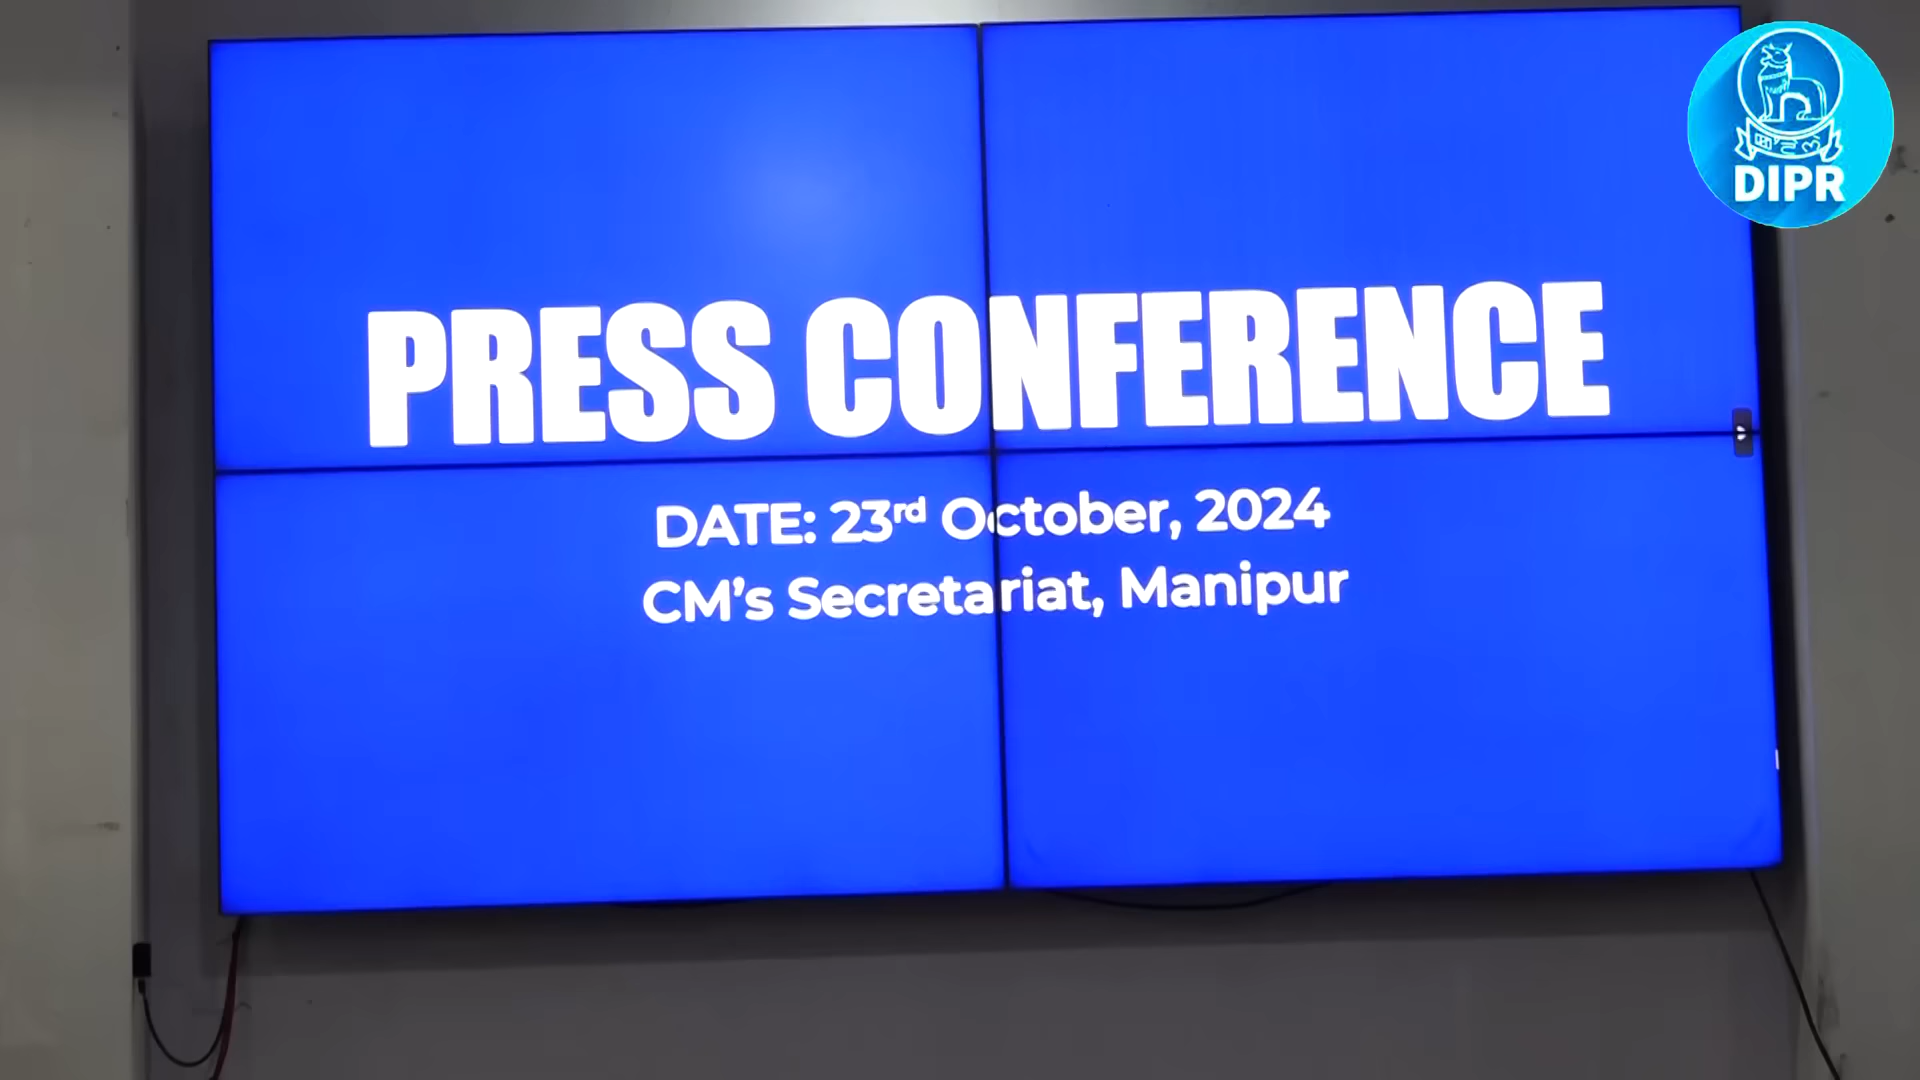 PRESS CONFERENCE
DATE: 23rd October, 2024
CM's Secretariat, Manipur
DIPR